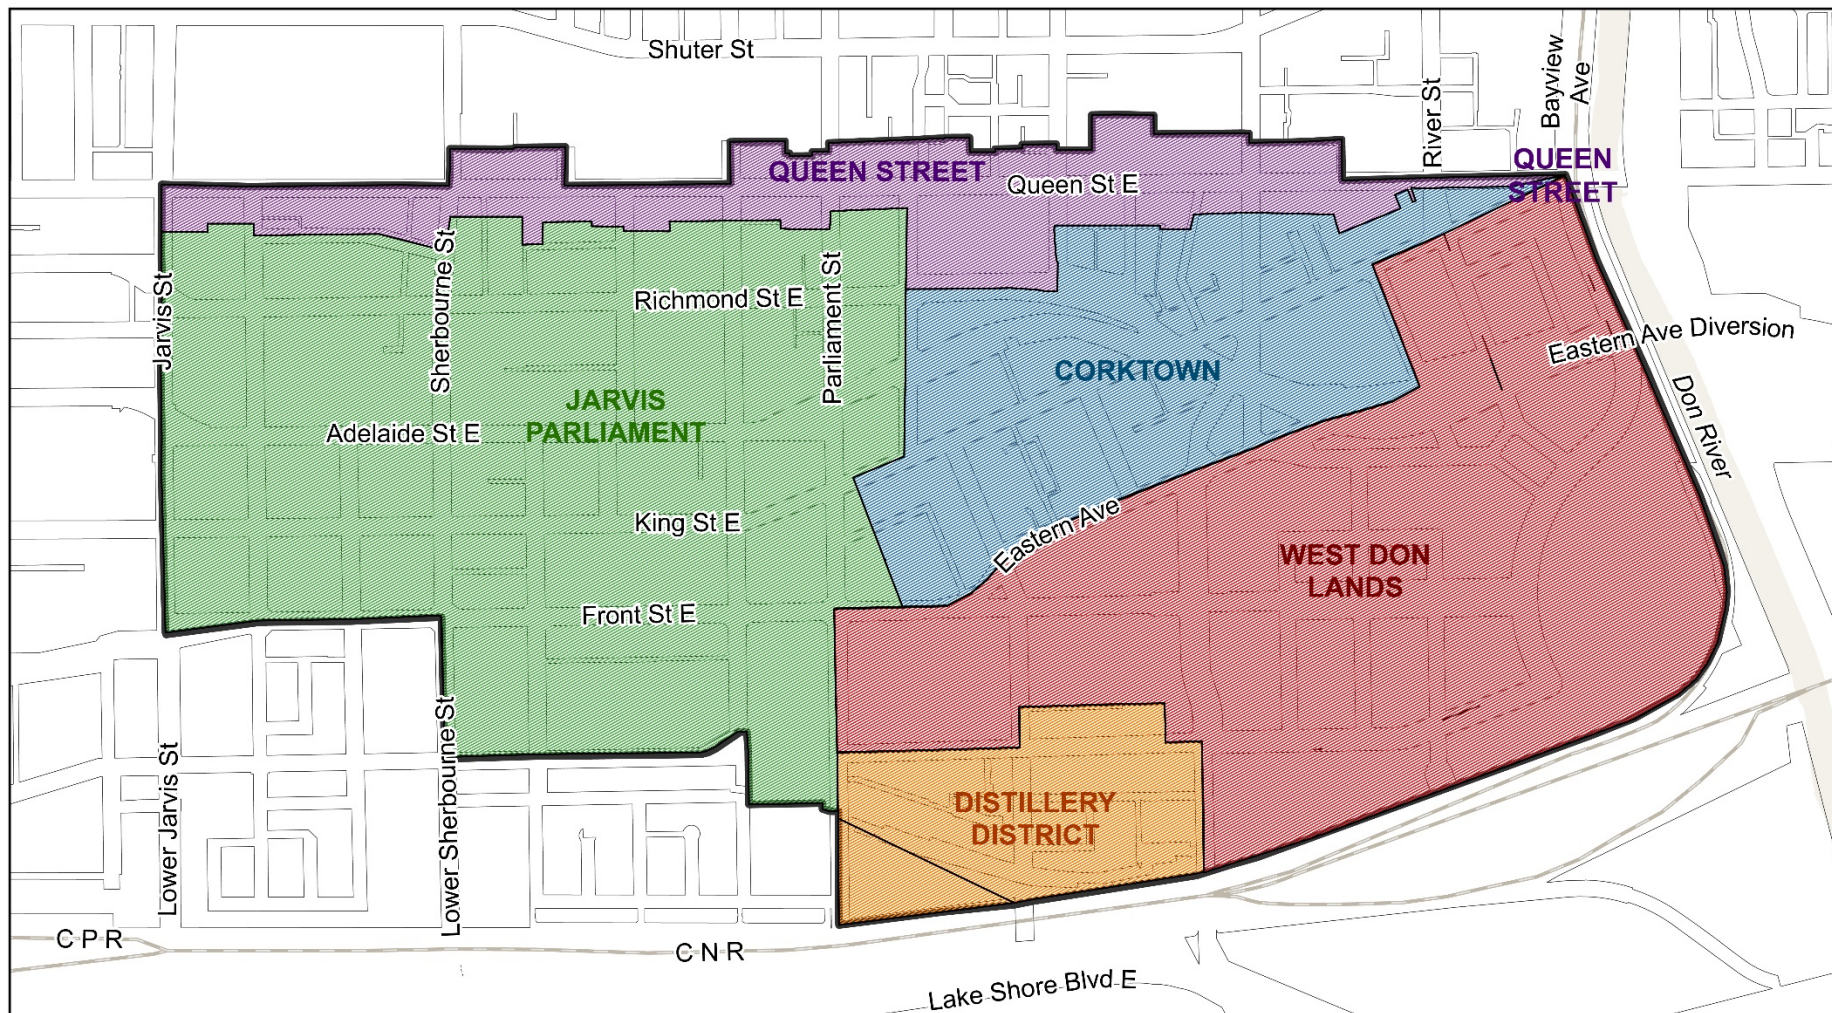 Shuter St
Bayview
Ave
River St
QUEEN STREET
Queen St E
QUEEN
STREET
Jarvis St
Sherbourne St
Parliament St
Richmond St E
Eastern Ave Diversion
CORKTOWN
JARVIS
PARLIAMENT
Adelaide St E
Don River
King St E
Eastern Ave
WEST DON
LANDS
Front St E
Lower Jarvis St
Lower Sherbourne St
DISTILLERY
DISTRICT
C P R
C N R
Lake Shore Blvd E